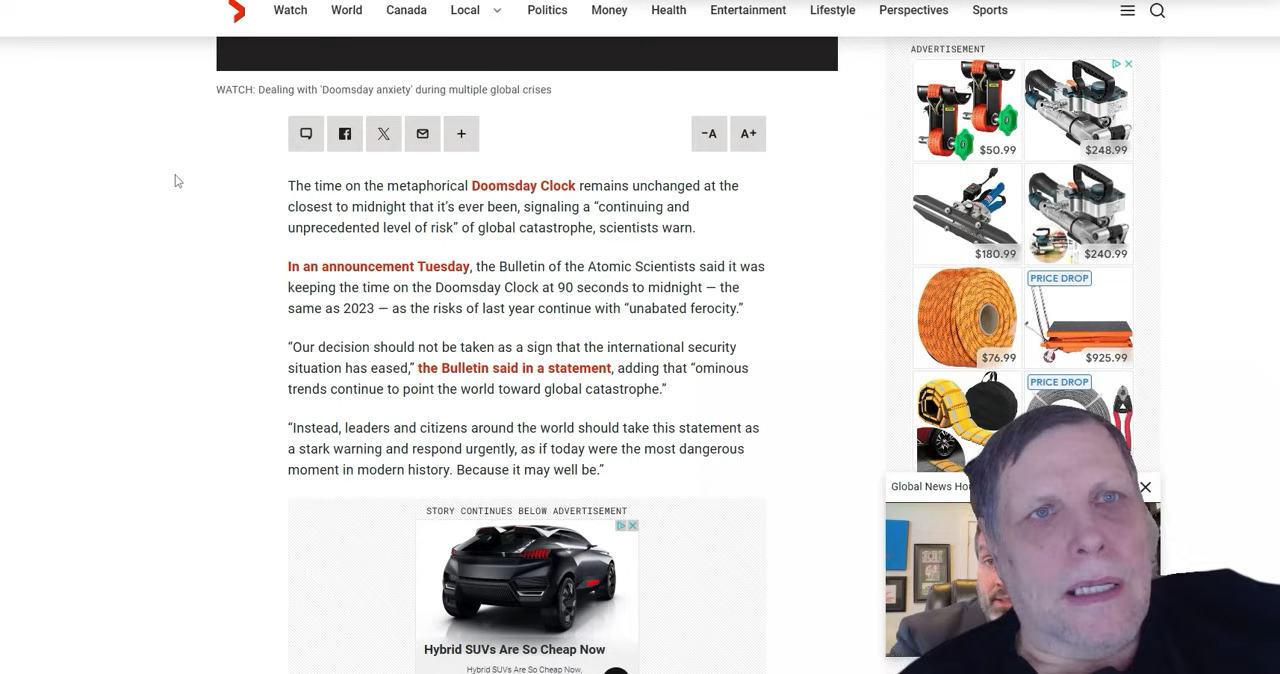 Watch World Canada Local Politics Money Health Entertainment Lifestyle Perspectives Sports
ADVERTISEMENT
WATCH: Dealing with 'Doomsday anxiety' during multiple global crises
-A A+
$50.99 $248.99
The time on the metaphorical Doomsday Clock remains unchanged at the
closest to midnight that it's ever been, signaling a “continuing and
unprecedented level of risk” of global catastrophe, scientists warn.
$180.99 $240.99
In an announcement Tuesday, the Bulletin of the Atomic Scientists said it was
keeping the time on the Doomsday Clock at 90 seconds to midnight — the
same as 2023 — as the risks of last year continue with “unabated ferocity.”
PRICE DROP
$76.99 $925.99
“Our decision should not be taken as a sign that the international security
situation has eased,” the Bulletin said in a statement, adding that “ominous
trends continue to point the world toward global catastrophe.”
PRICE DROP
“Instead, leaders and citizens around the world should take this statement as
a stark warning and respond urgently, as if today were the most dangerous
moment in modern history. Because it may well be.”
Global News
STORY CONTINUES BELOW ADVERTISEMENT
Hybrid SUVs Are So Cheap Now
Hybrid SUVs Are So Cheap Now,